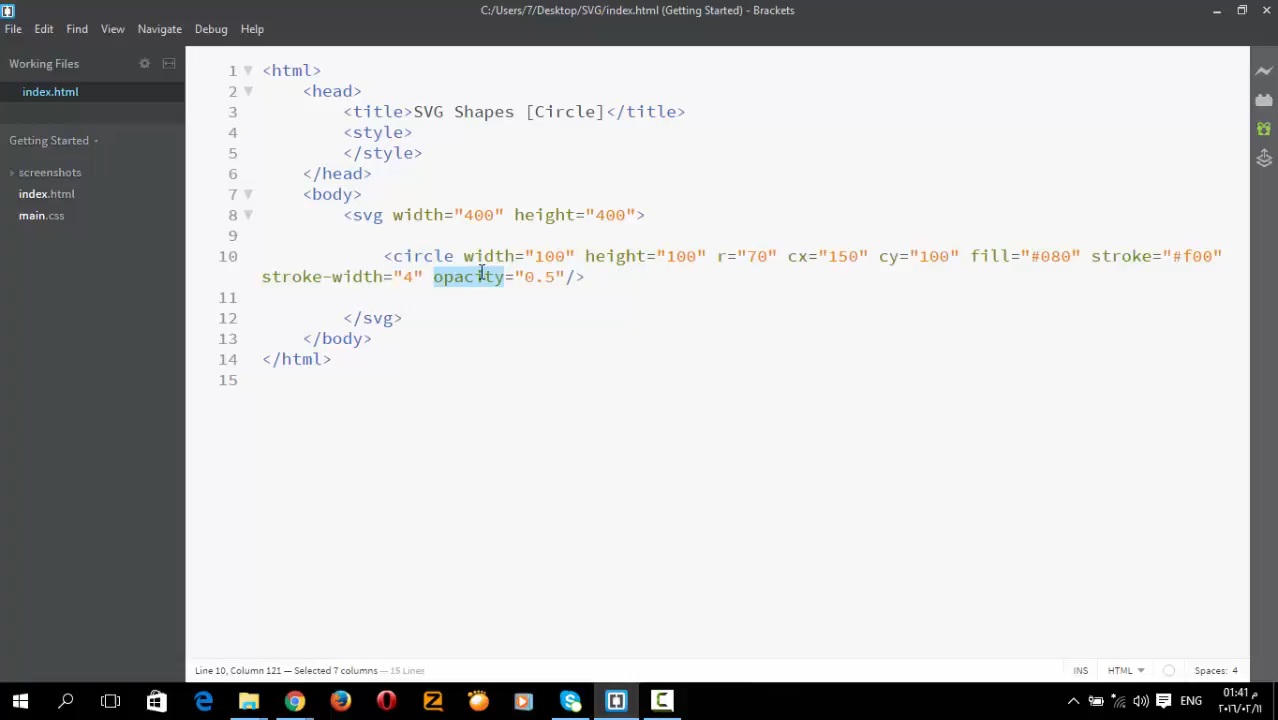 C:/Users/7/Desktop/SVG/index.html (Getting Started) - Brackets
File Edit Find View Navigate Debug Help
Working Files
index.html
Getting Started
screenshots
index.html
main.css
1 <html>
2 <head>
3 <title>SVG Shapes [Circle]</title>
4 <style>
5 </style>
6 </head>
7 <body>
8 <svg width="400" height="400">
9
10 <circle width="100" height="100" r="70" cx="150" cy="100" fill="#080" stroke="#f00"
stroke-width="4" opacity="0.5"/>
11
12 </svg>
13 </body>
14 </html>
15
Line 10, Column 121 — Selected 7 columns — 15 Lines
INS HTML Spaces: 4
ENG
01:41 م
٢٠١٦/٠٢/١١